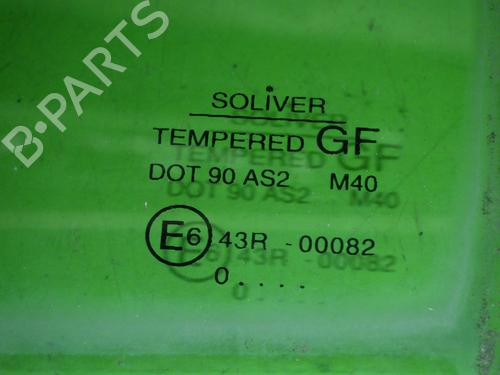 B-PARTS
SOLIVER
TEMPERED GF
DOT 90 AS2 M40
E6 43R - 00082
0 . . . .